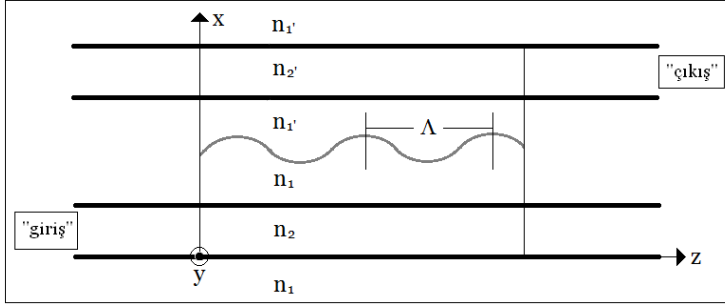 x
n₁'
n₂'
"çıkış"
n₁'
Λ
n₁
"giriş"
n₂
y
z
n₁